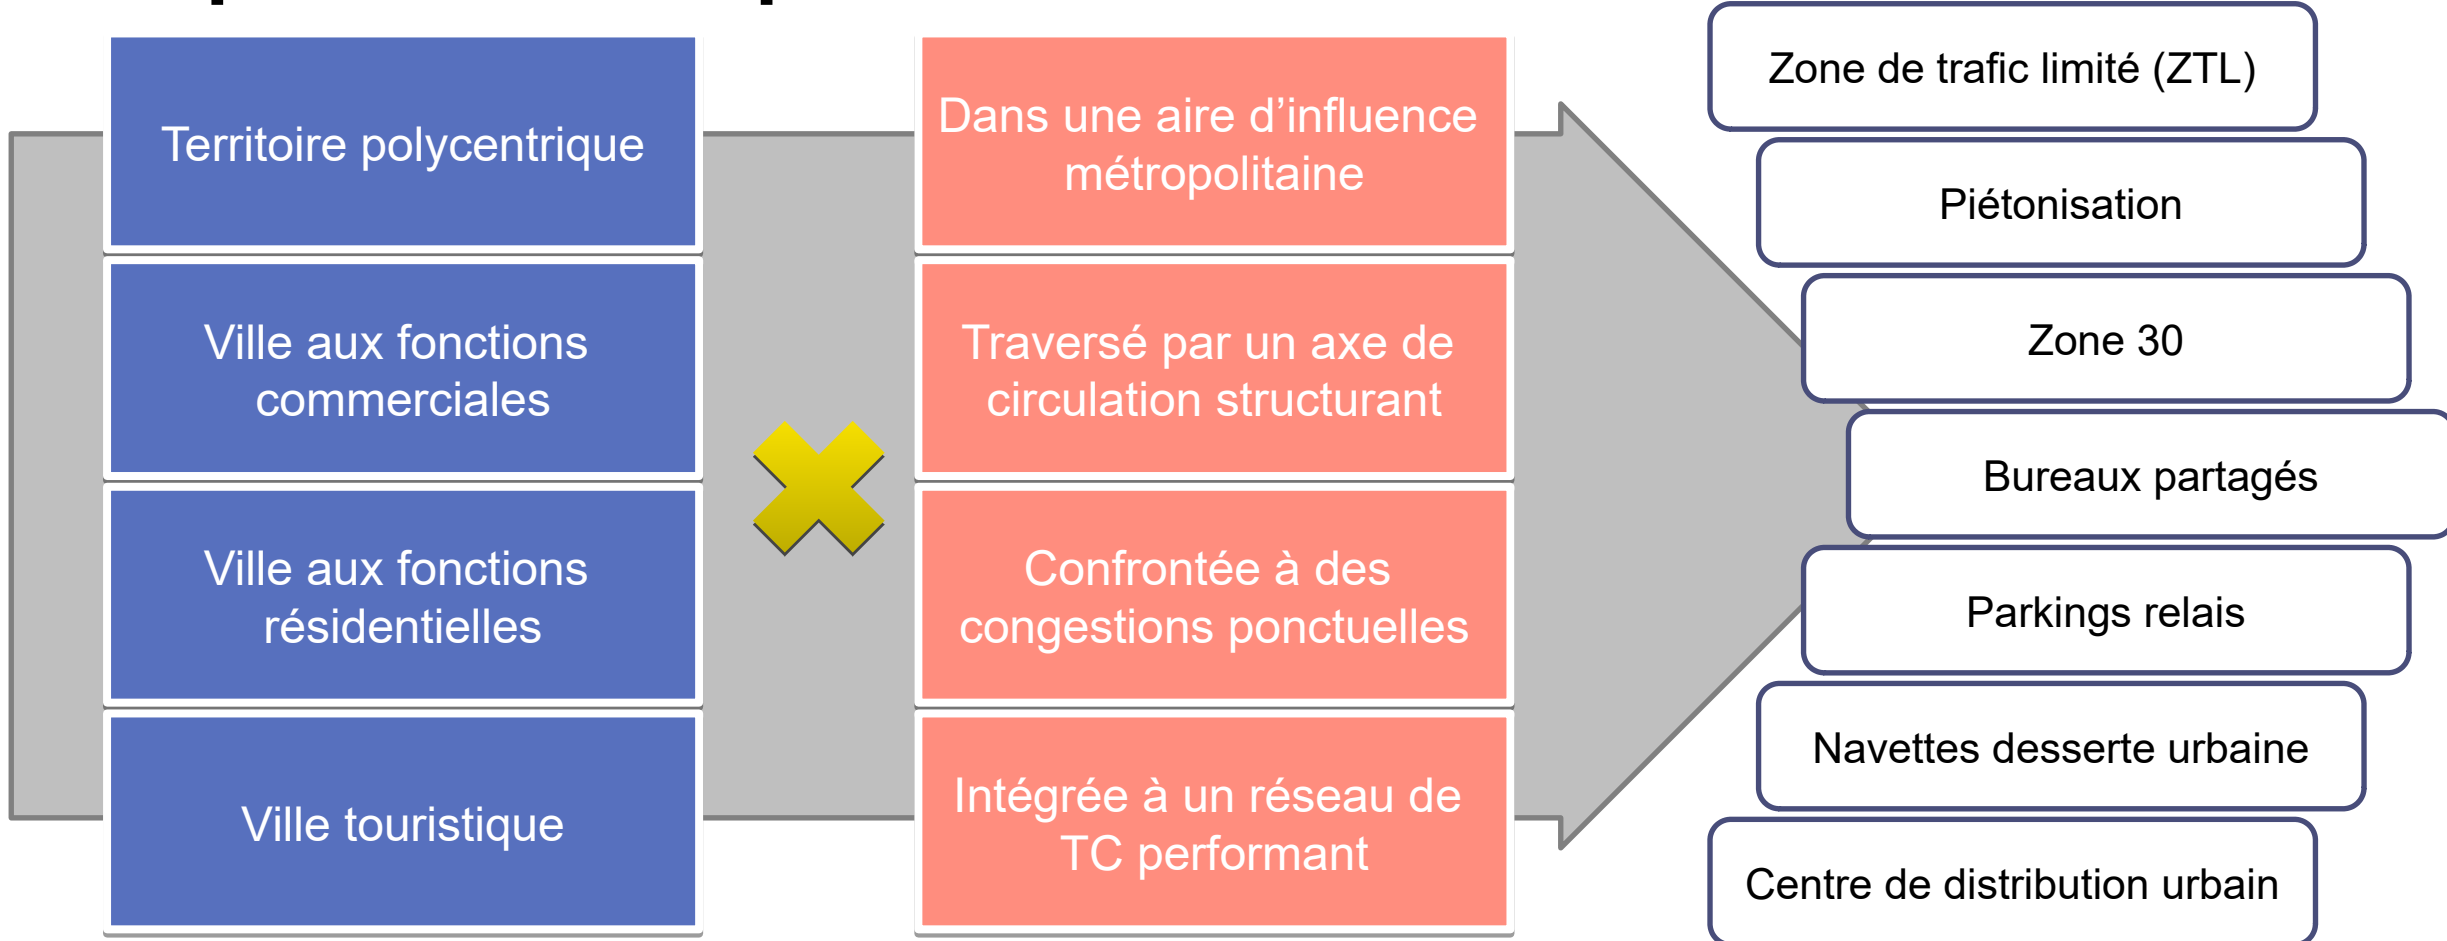 Territoire polycentrique
Ville aux fonctions
commerciales
Ville aux fonctions
résidentielles
Ville touristique
Dans une aire d’influence
métropolitaine
Traversé par un axe de
circulation structurant
Confrontée à des
congestions ponctuelles
Intégrée à un réseau de
TC performant
Zone de trafic limité (ZTL)
Piétonisation
Zone 30
Bureaux partagés
Parkings relais
Navettes desserte urbaine
Centre de distribution urbain